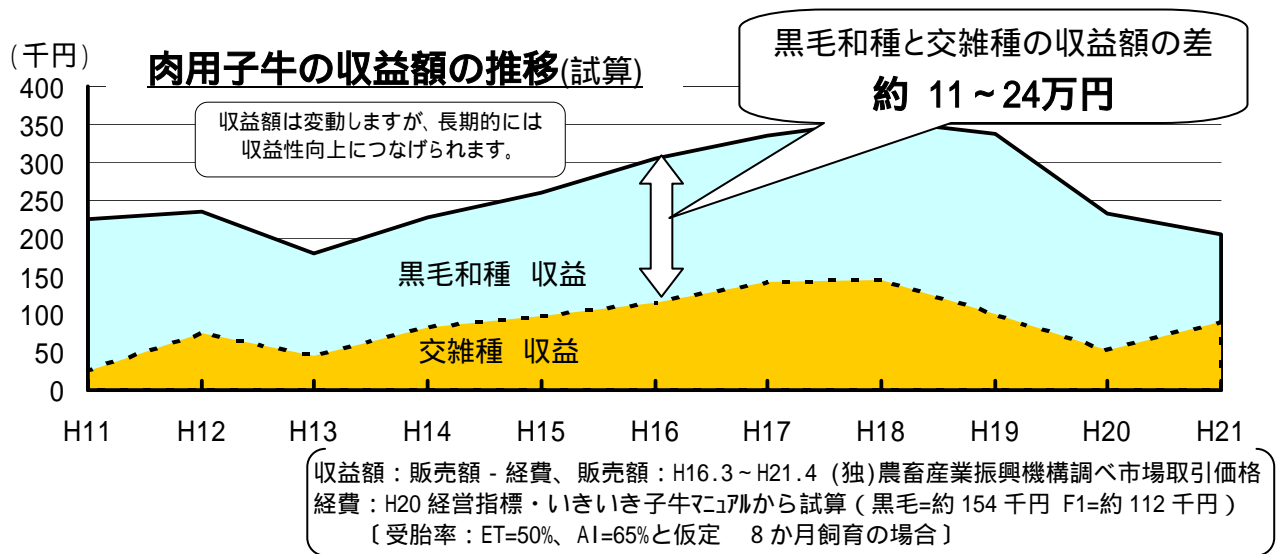 (千円)
肉用子牛の収益額の推移(試算)
黒毛和種と交雑種の収益額の差
約 11~24万円
収益額は変動しますが、長期的には
収益性向上につなげられます。
400
350
300
250
200
150
100
50
0
黒毛和種 収益
交雑種 収益
H11 H12 H13 H14 H15 H16 H17 H18 H19 H20 H21
収益額:販売額-経費、販売額:H16.3~H21.4 (独)農畜産業振興機構調べ市場取引価格
経費:H20 経営指標・いきいき子牛マニュアルから試算(黒毛=約 154 千円 F1=約 112 千円)
〔受胎率:ET=50%、AI=65%と仮定 8 か月飼育の場合〕